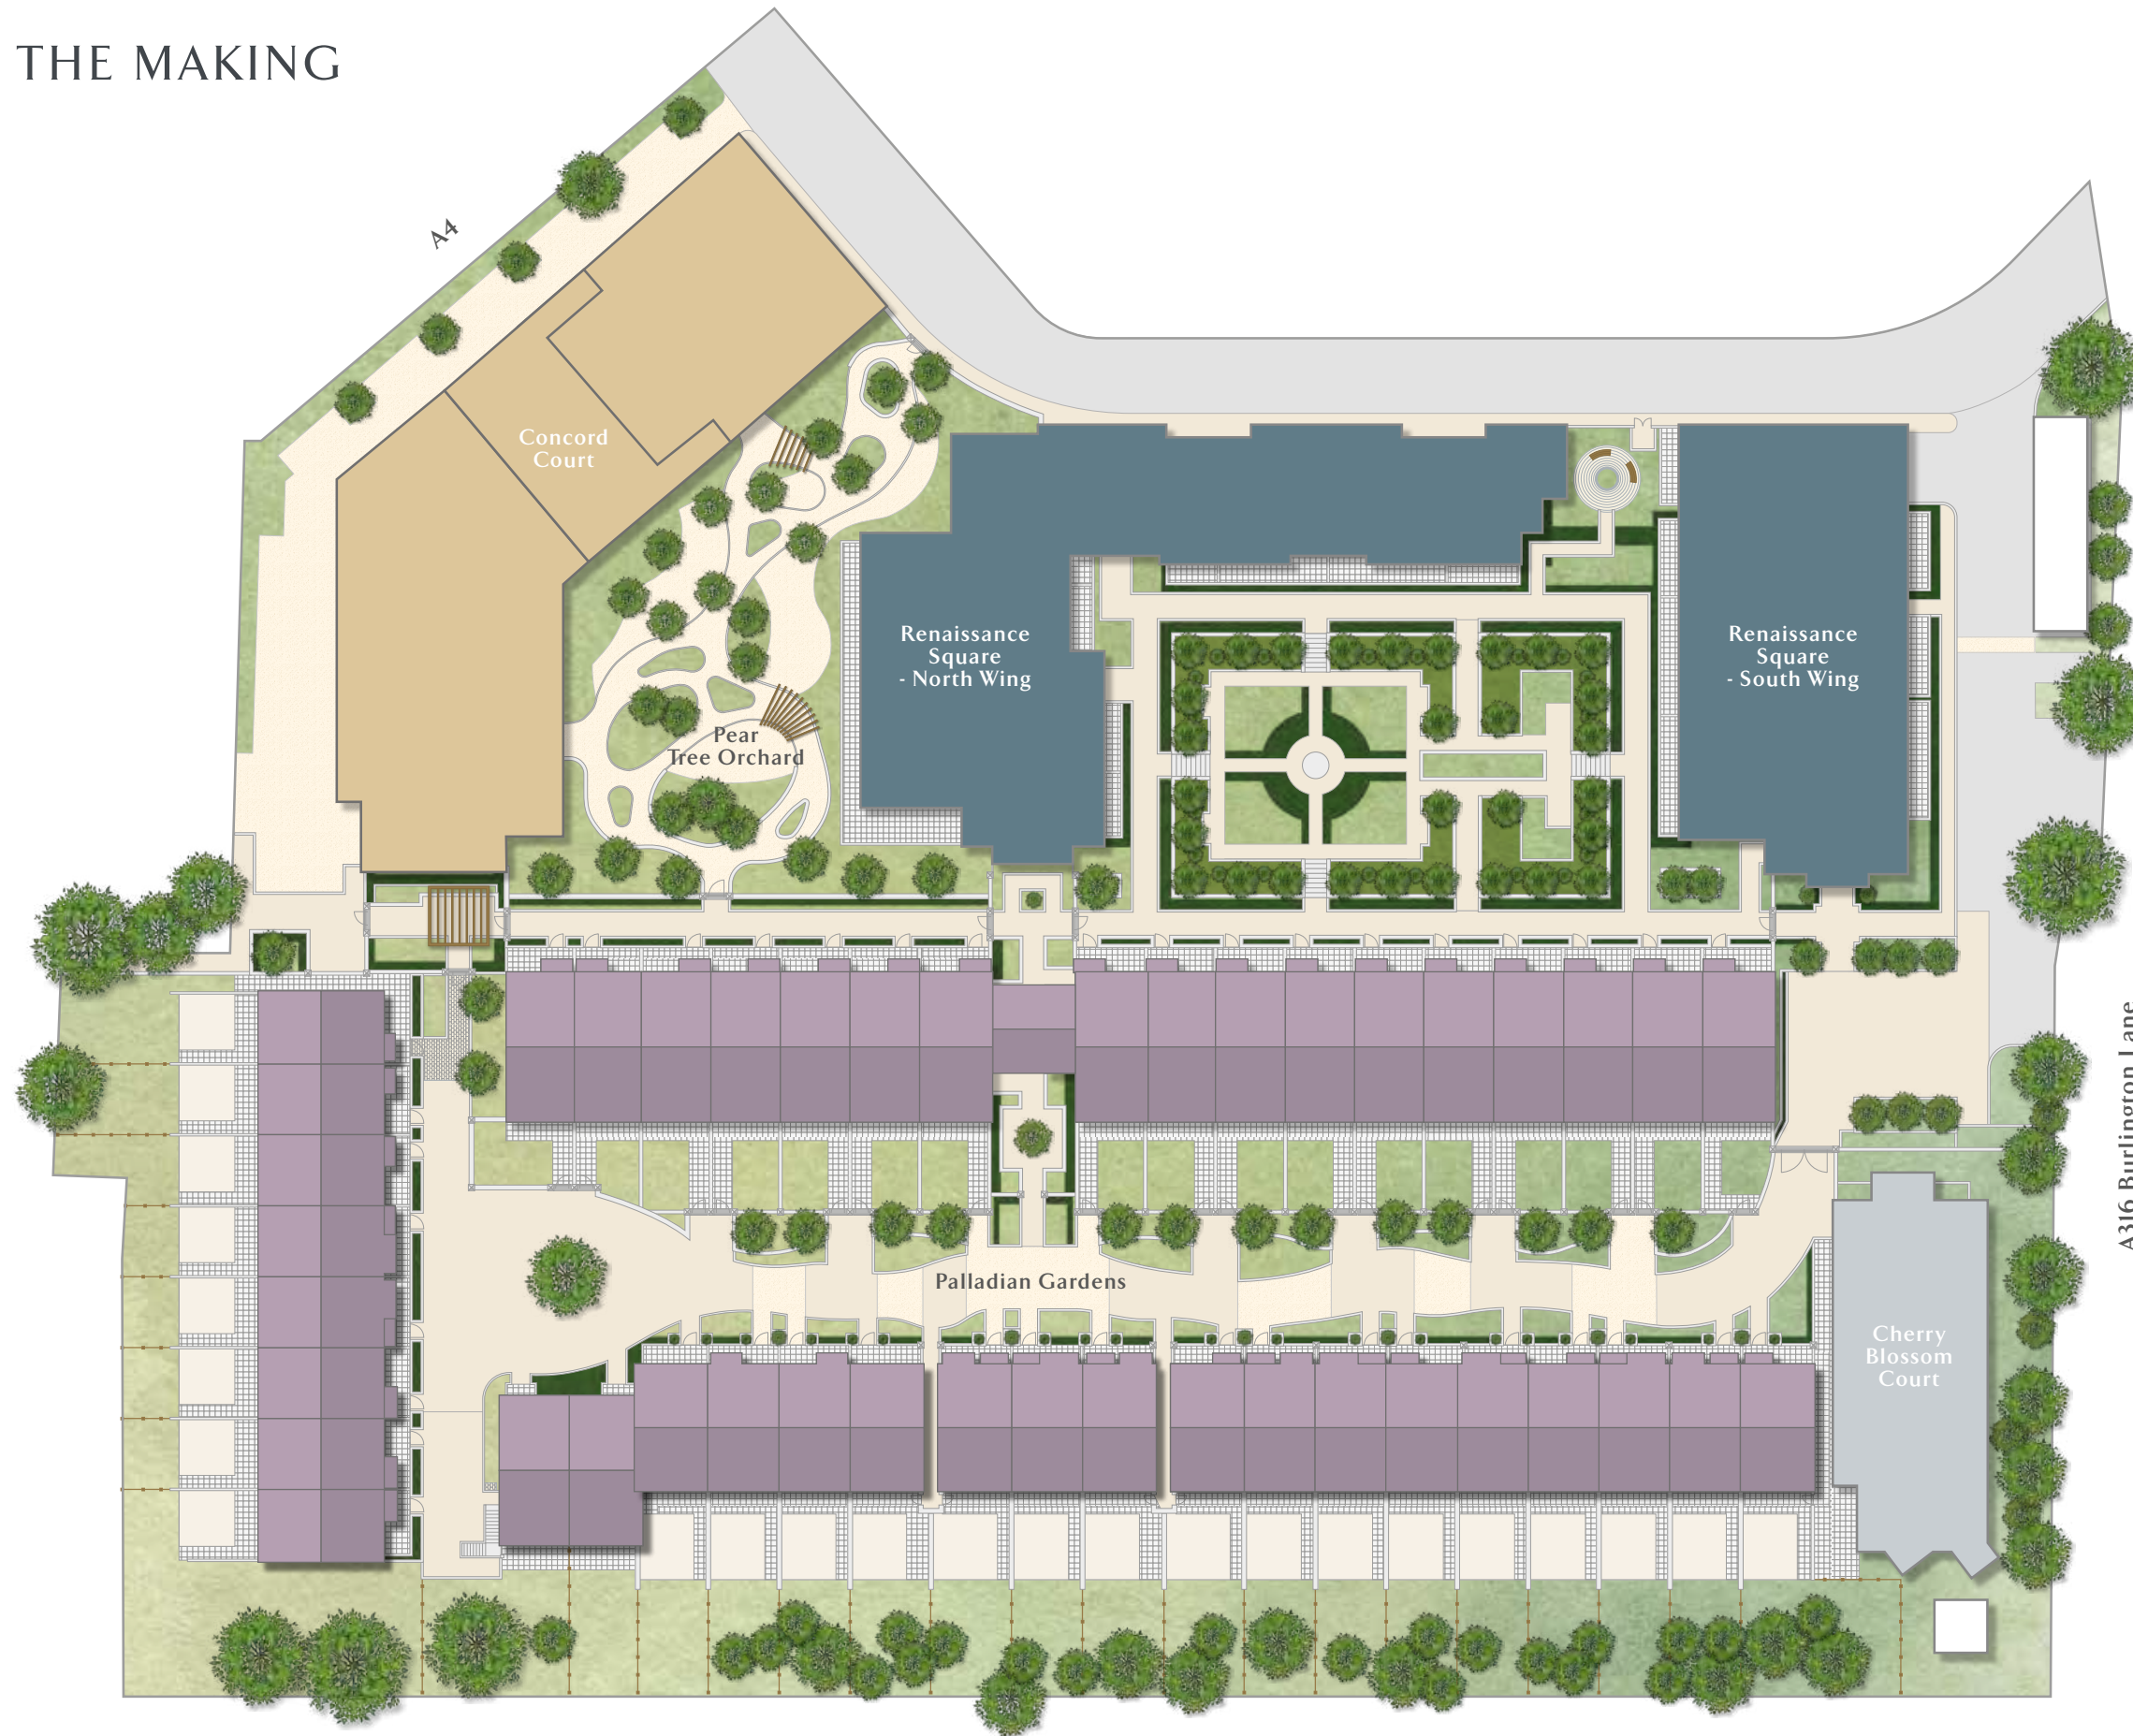 THE MAKING
A4
Concord
Court
Renaissance
Square
- North Wing
Renaissance
Square
- South Wing
Pear
Tree Orchard
A316 Burlington Lane
Palladian Gardens
Cherry
Blossom
Court